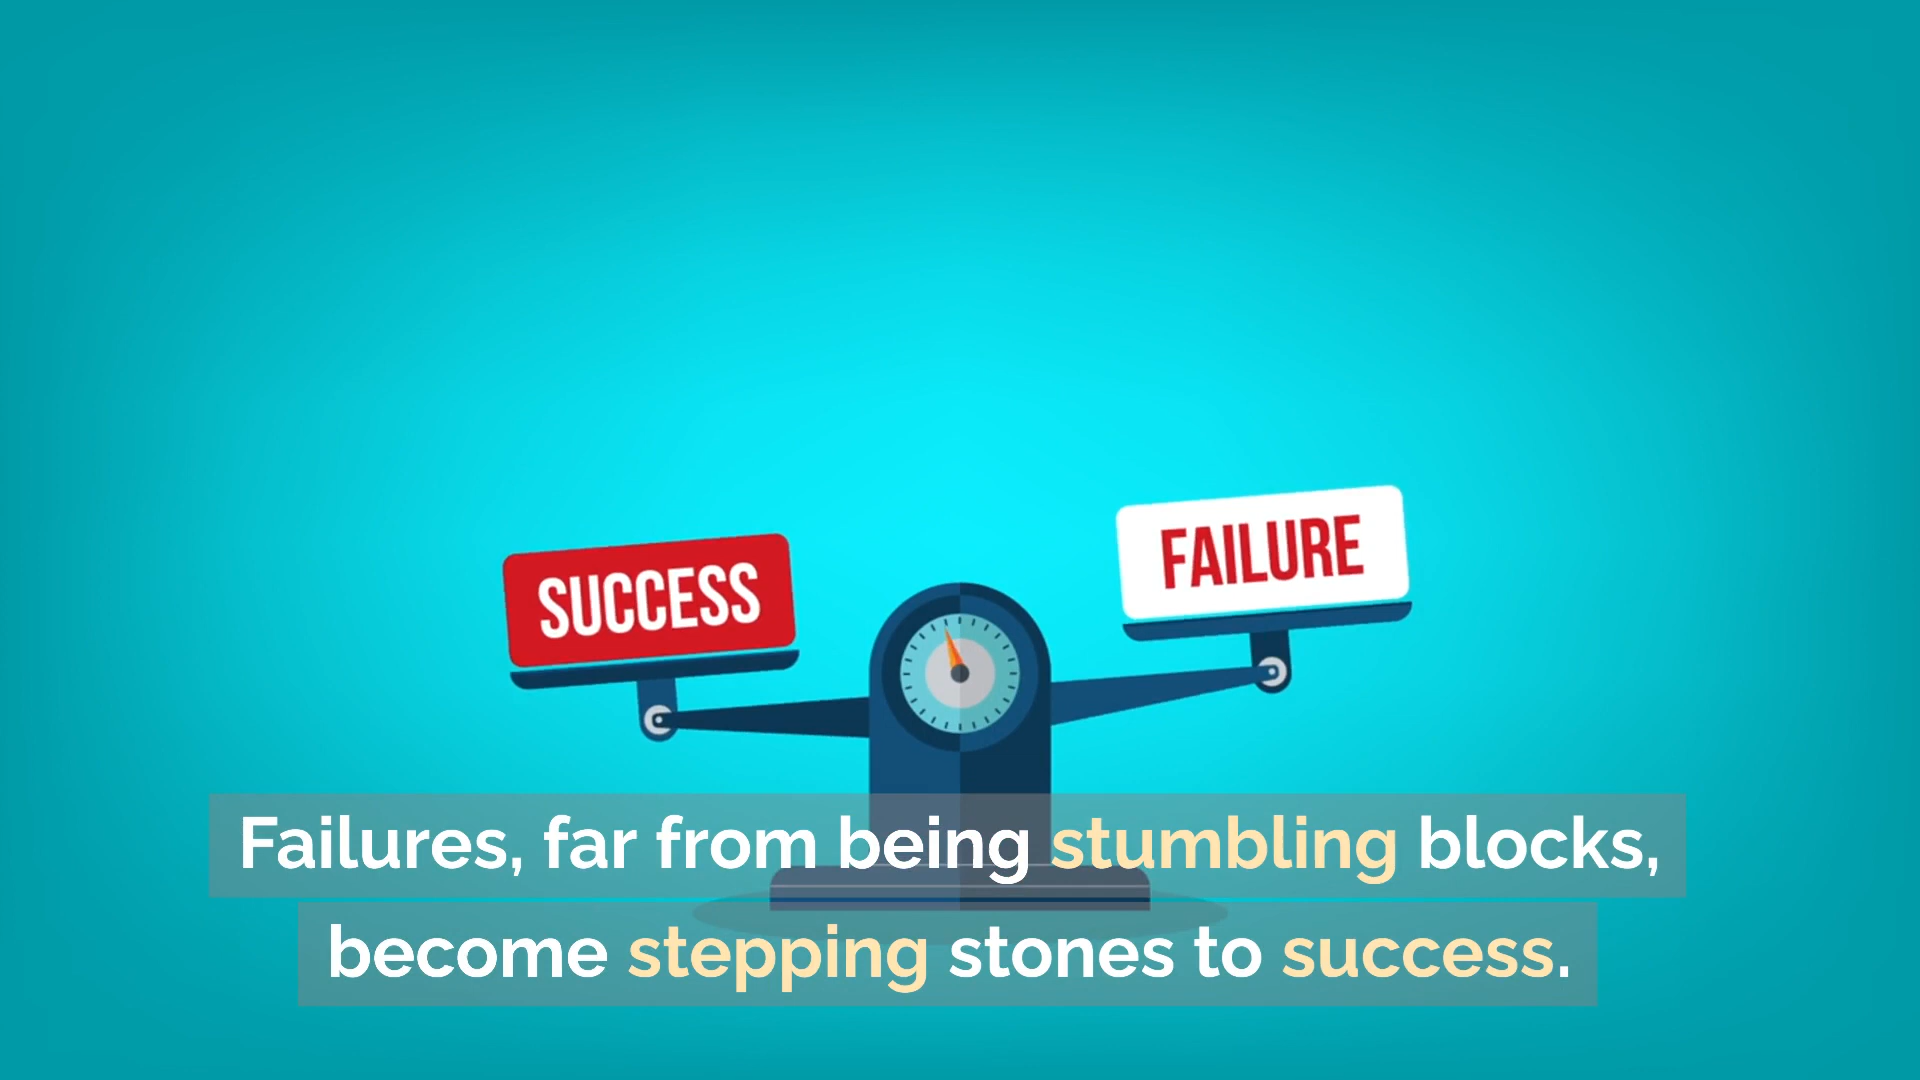 SUCCESS
FAILURE
Failures, far from being stumbling blocks,
become stepping stones to success.